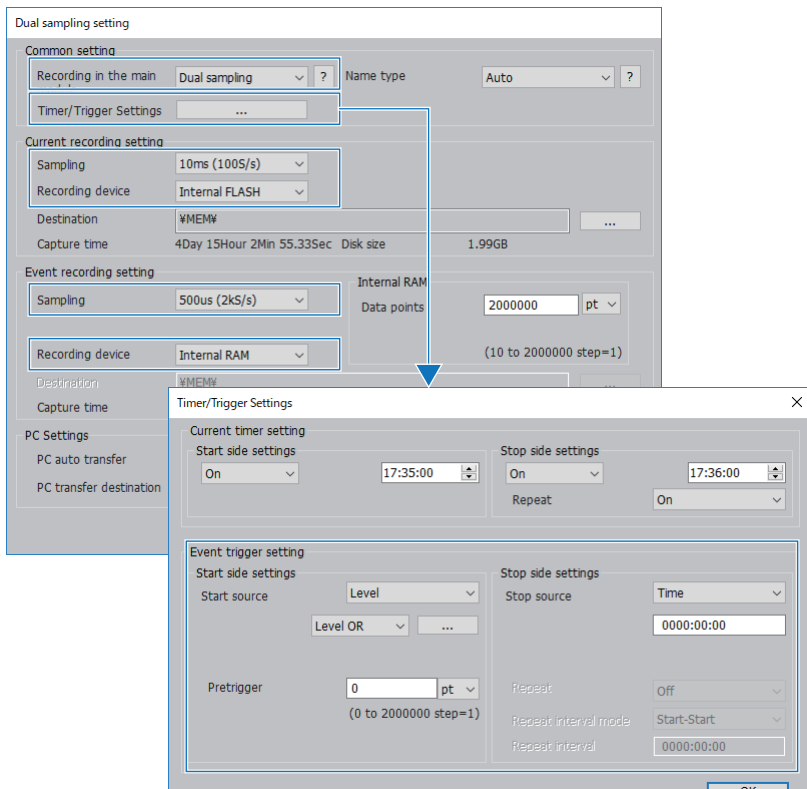 Dual sampling setting
Common setting
Recording in the main Dual sampling ? Name type Auto ?
Timer/Trigger Settings ...
Current recording setting
Sampling 10ms (100S/s)
Recording device Internal FLASH
Destination ¥MEM¥ ...
Capture time 4Day 15Hour 2Min 55.33Sec Disk size 1.99GB
Event recording setting
Internal RAM
Sampling 500us (2kS/s)
Data points 2000000 pt
Recording device Internal RAM (10 to 2000000 step=1)
Destination ¥MEM¥ ...
Capture time
PC Settings
PC auto transfer
PC transfer destination
Timer/Trigger Settings
Current timer setting
Start side settings Stop side settings
On 17:35:00 On 17:36:00
Repeat On
Event trigger setting
Start side settings Stop side settings
Start source Level Stop source Time
Level OR ... 0000:00:00
Pretrigger 0 pt Repeat Off
(0 to 2000000 step=1)
Repeat interval mode Start-Start
Repeat interval 0000:00:00
OK